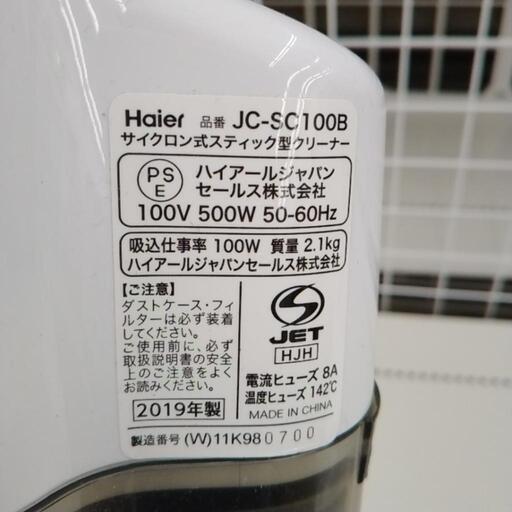 Haier 品番 JC-SC100B
サイクロン式スティック型クリーナー
PS
E
ハイアールジャパン
セールス株式会社
100V 500W 50-60Hz
吸込仕事率 100W 質量 2.1kg
ハイアールジャパンセールス株式会社
【ご注意】
ダストケース・フィ
ルターは必ず装着
してください。
ご使用前に、必ず
取扱説明書の安全
上のご注意をよく
お読みください。
2019年製
S
JET
HJH
電流ヒューズ 8A
温度ヒューズ 142℃
MADE IN CHINA
製造番号 (W)11K980700